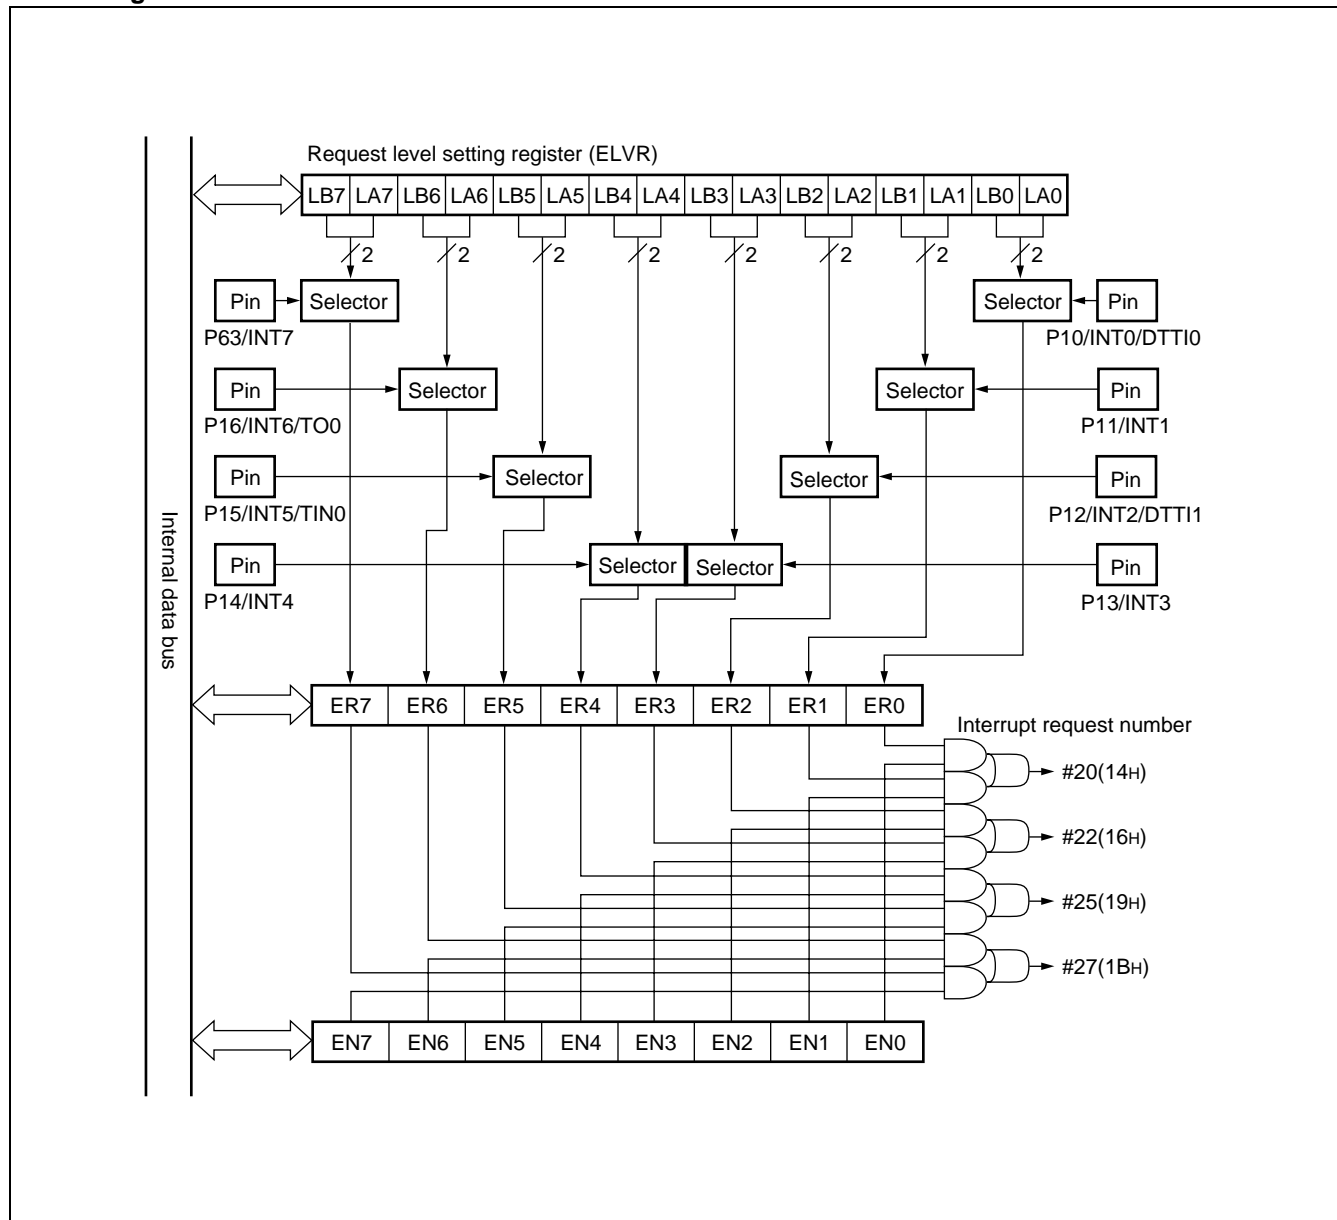 Request level setting register (ELVR)
LB7 LA7 LB6 LA6 LB5 LA5 LB4 LA4 LB3 LA3 LB2 LA2 LB1 LA1 LB0 LA0
2 2 2 2 2 2 2 2
Pin Selector Selector Pin
P63/INT7 P10/INT0/DTTI0
Pin Selector Selector Pin
P16/INT6/TO0 P11/INT1
Pin Selector Selector Pin
P15/INT5/TIN0 P12/INT2/DTTI1
Internal data bus
Pin Selector Selector Pin
P14/INT4 P13/INT3
ER7 ER6 ER5 ER4 ER3 ER2 ER1 ER0
Interrupt request number
#20(14H)
#22(16H)
#25(19H)
#27(1BH)
EN7 EN6 EN5 EN4 EN3 EN2 EN1 EN0